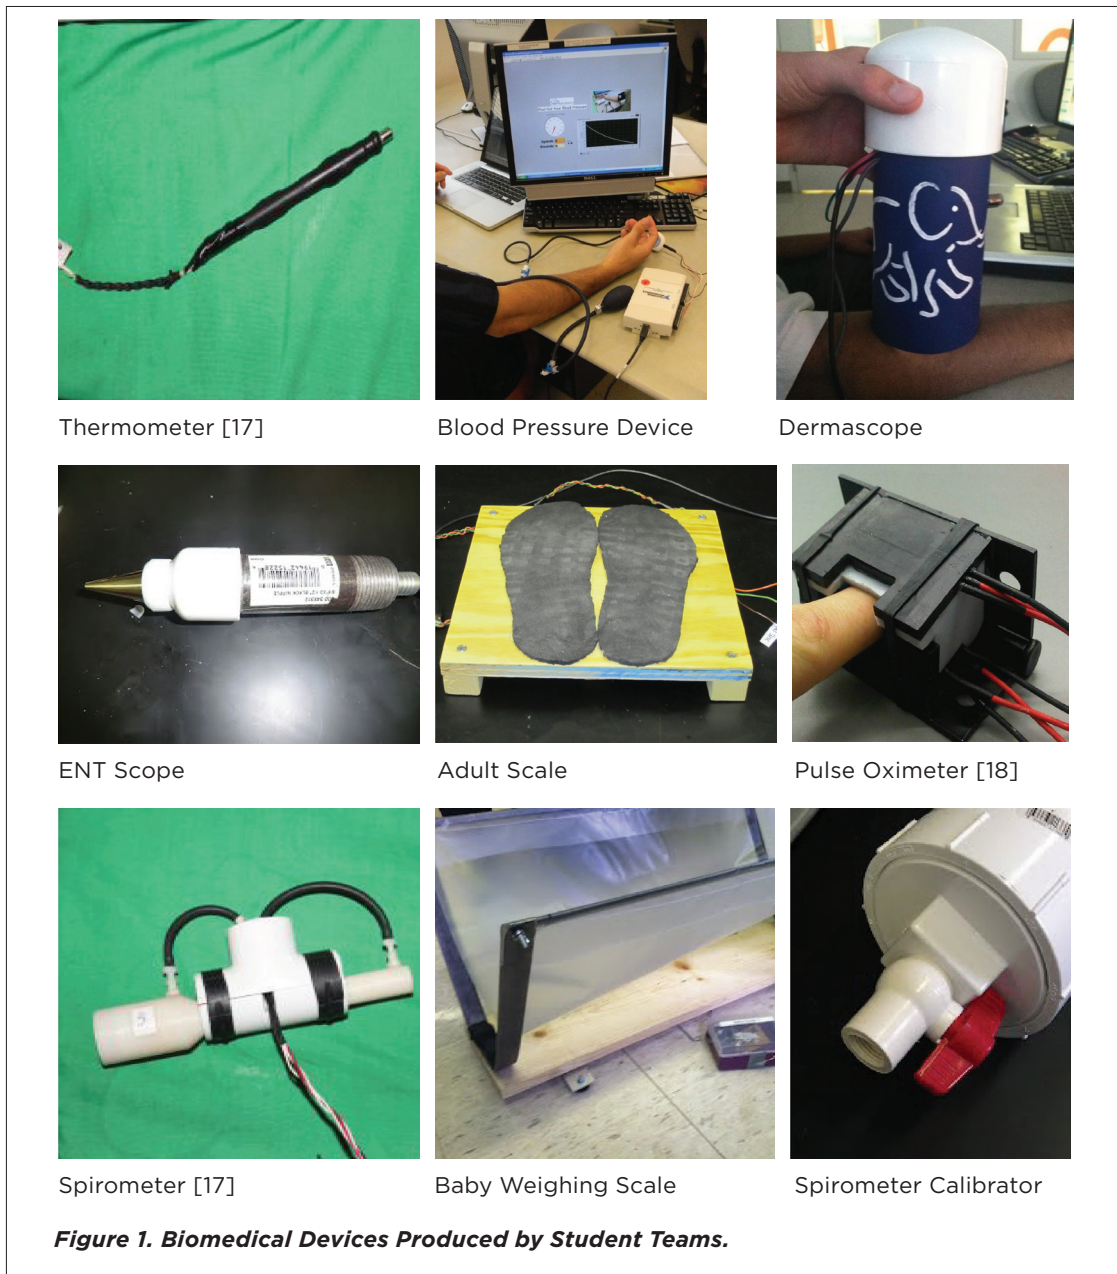 Thermometer [17]
Blood Pressure Device
Dermascope
ENT Scope
Adult Scale
Pulse Oximeter [18]
Spirometer [17]
Baby Weighing Scale
Spirometer Calibrator
Figure 1. Biomedical Devices Produced by Student Teams.